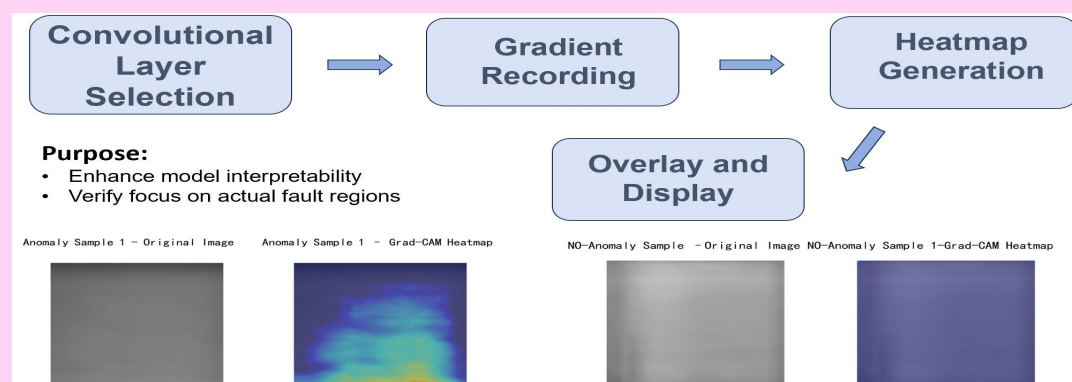 Convolutional
Layer
Selection
Gradient
Recording
Heatmap
Generation
Overlay and
Display
Purpose:
• Enhance model interpretability
• Verify focus on actual fault regions
Anomaly Sample 1 - Original Image
Anomaly Sample 1 - Grad-CAM Heatmap
NO-Anomaly Sample -Original Image
NO-Anomaly Sample 1-Grad-CAM Heatmap